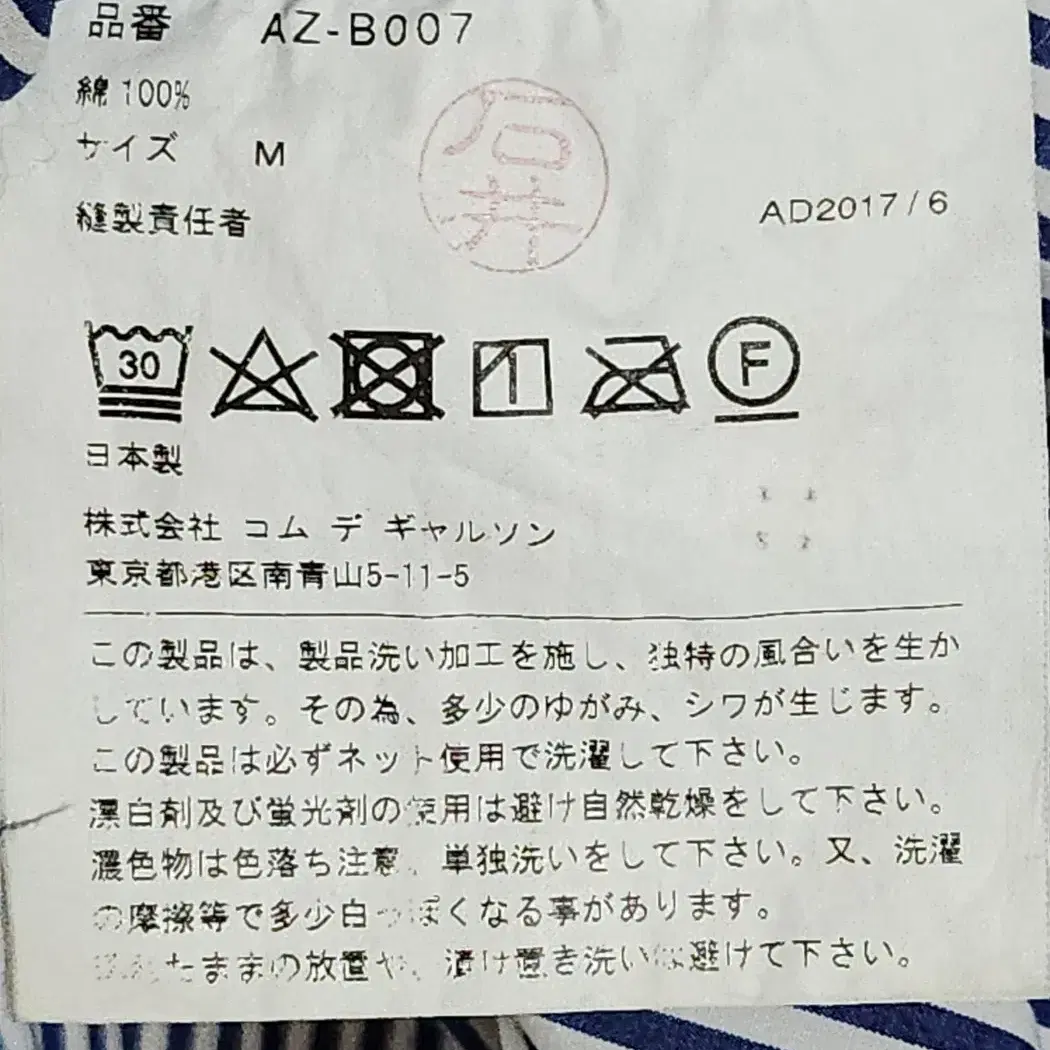 品番 AZ-B007
綿 100%
サイズ M
石井
縫製責任者
AD2017/6
30
F
日本製
株式会社 コム デ ギャルソン
東京都港区南青山5-11-5
この製品は、製品洗い加工を施し、独特の風合いを生か
しています。その為、多少のゆがみ、シワが生じます。
この製品は必ずネット使用で洗濯して下さい。
漂白剤及び蛍光剤の使用は避け自然乾燥をして下さい。
濃色物は色落ち注意、単独洗いをして下さい。又、洗濯
の摩擦等で多少白っぽくなる事があります。
たままの放置や、漬け置き洗いは避けて下さい。